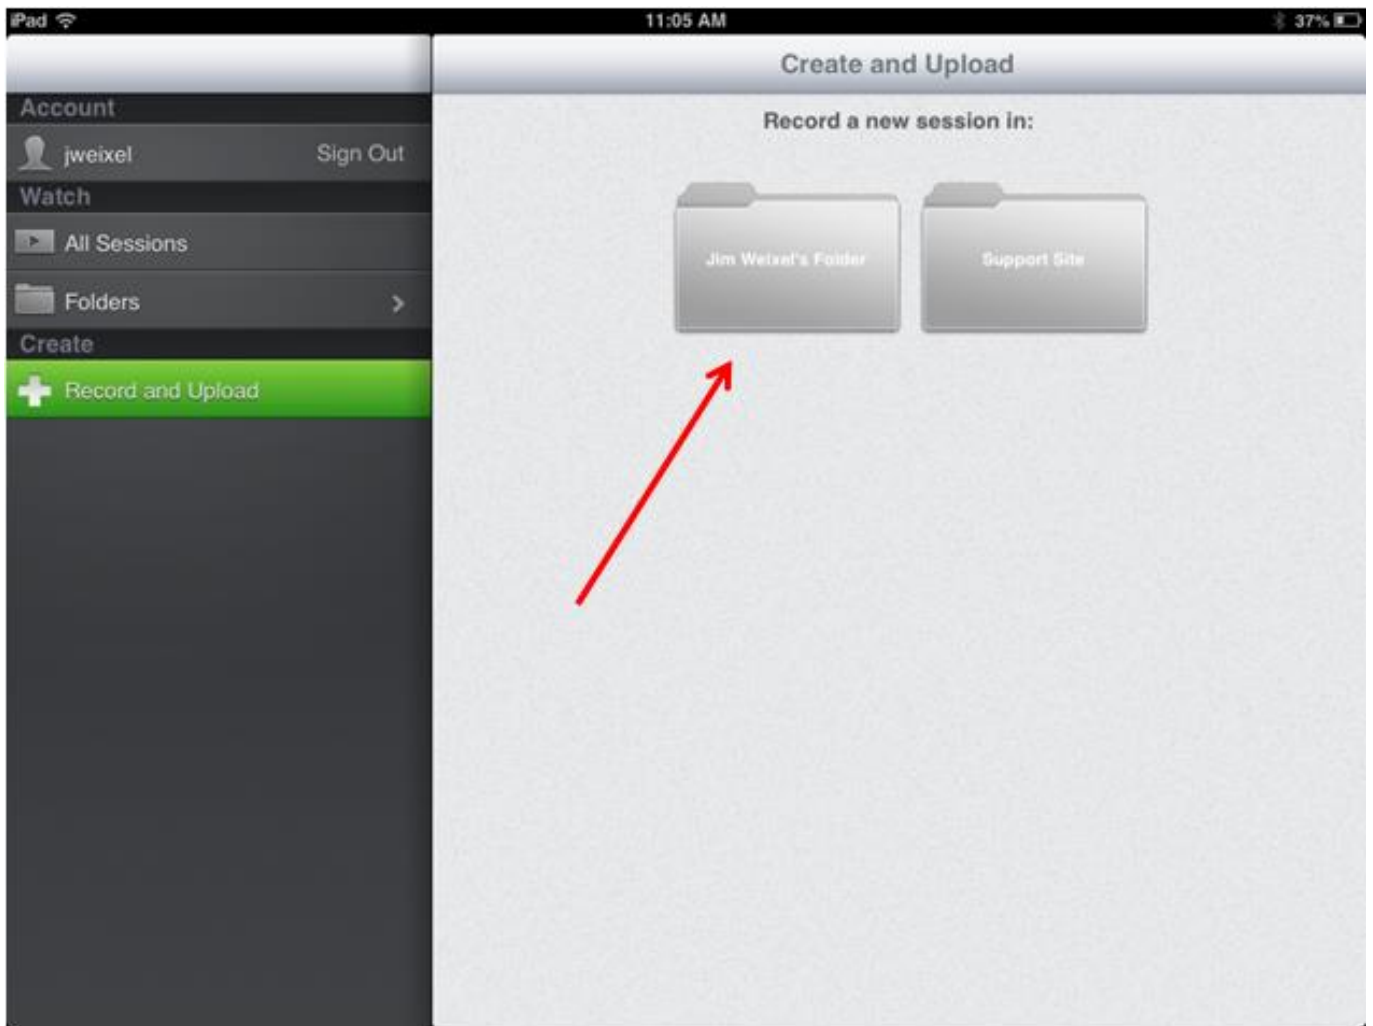 iPad 11:05 AM 37%
Create and Upload
Account
jweixel Sign Out
Watch
All Sessions
Folders
Create
Record and Upload
Record a new session in:
Jim Weixel's Folder
Support Site